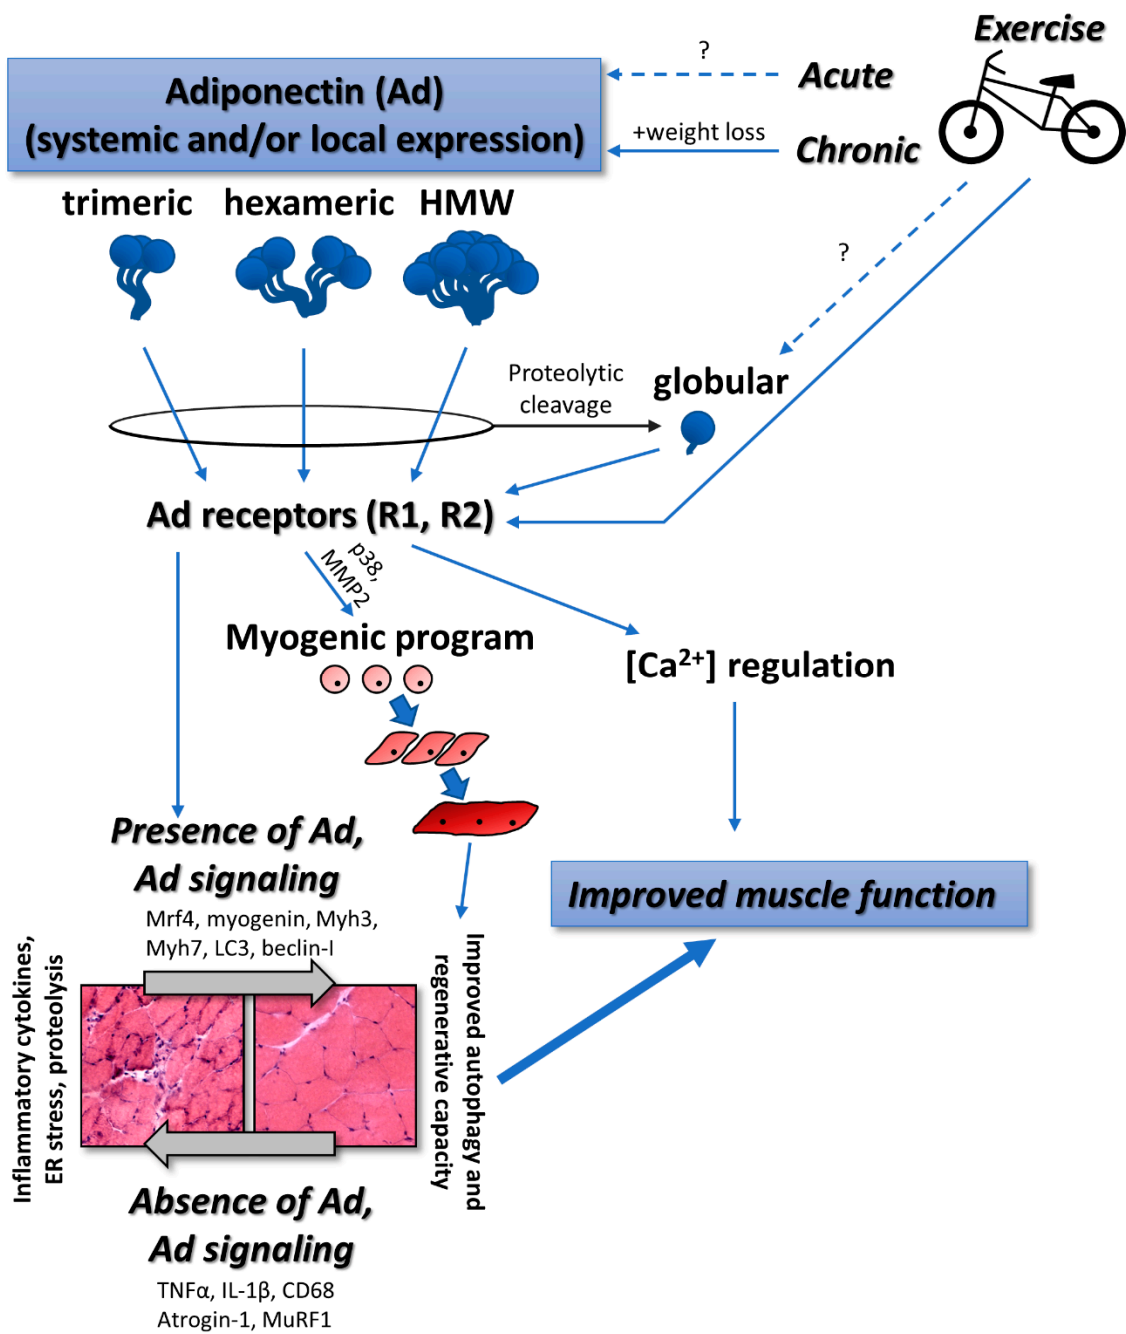 Exercise
?
Acute
Adiponectin (Ad)
(systemic and/or local expression)
+weight loss
Chronic
trimeric
hexameric
HMW
?
Proteolytic
cleavage
globular
Ad receptors (R1, R2)
p38,
MMP2
Myogenic program
[Ca²⁺] regulation
Presence of Ad,
Ad signaling
Mrf4, myogenin, Myh3,
Myh7, LC3, beclin-I
Improved muscle function
Inflammatory cytokines,
ER stress, proteolysis
Improved autophagy and
regenerative capacity
Absence of Ad,
Ad signaling
TNFα, IL-1β, CD68
Atrogin-1, MuRF1